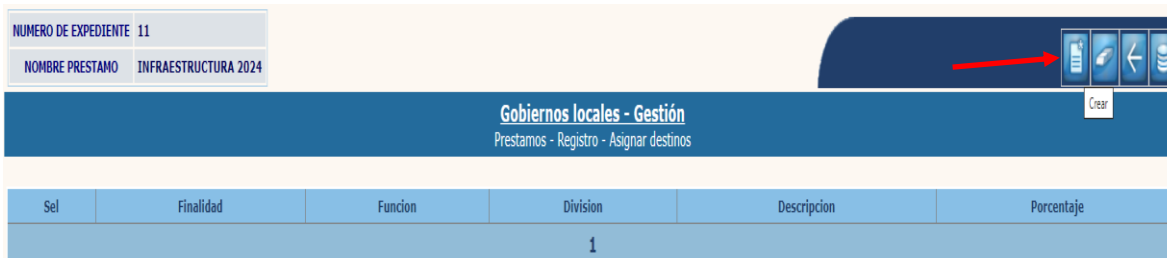 NUMERO DE EXPEDIENTE 11
NOMBRE PRESTAMO INFRAESTRUCTURA 2024
Crear
Gobiernos locales - Gestión
Prestamos - Registro - Asignar destinos
Sel Finalidad Funcion Division Descripcion Porcentaje
1